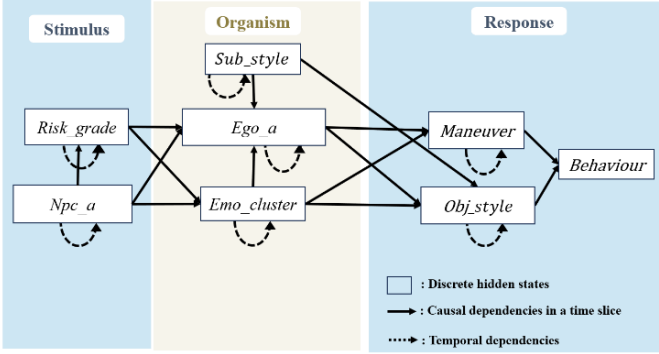 Stimulus
Organism
Response
Sub_style
Risk_grade
Ego_a
Maneuver
Behaviour
Npc_a
Emo_cluster
Obj_style
: Discrete hidden states
: Causal dependencies in a time slice
: Temporal dependencies